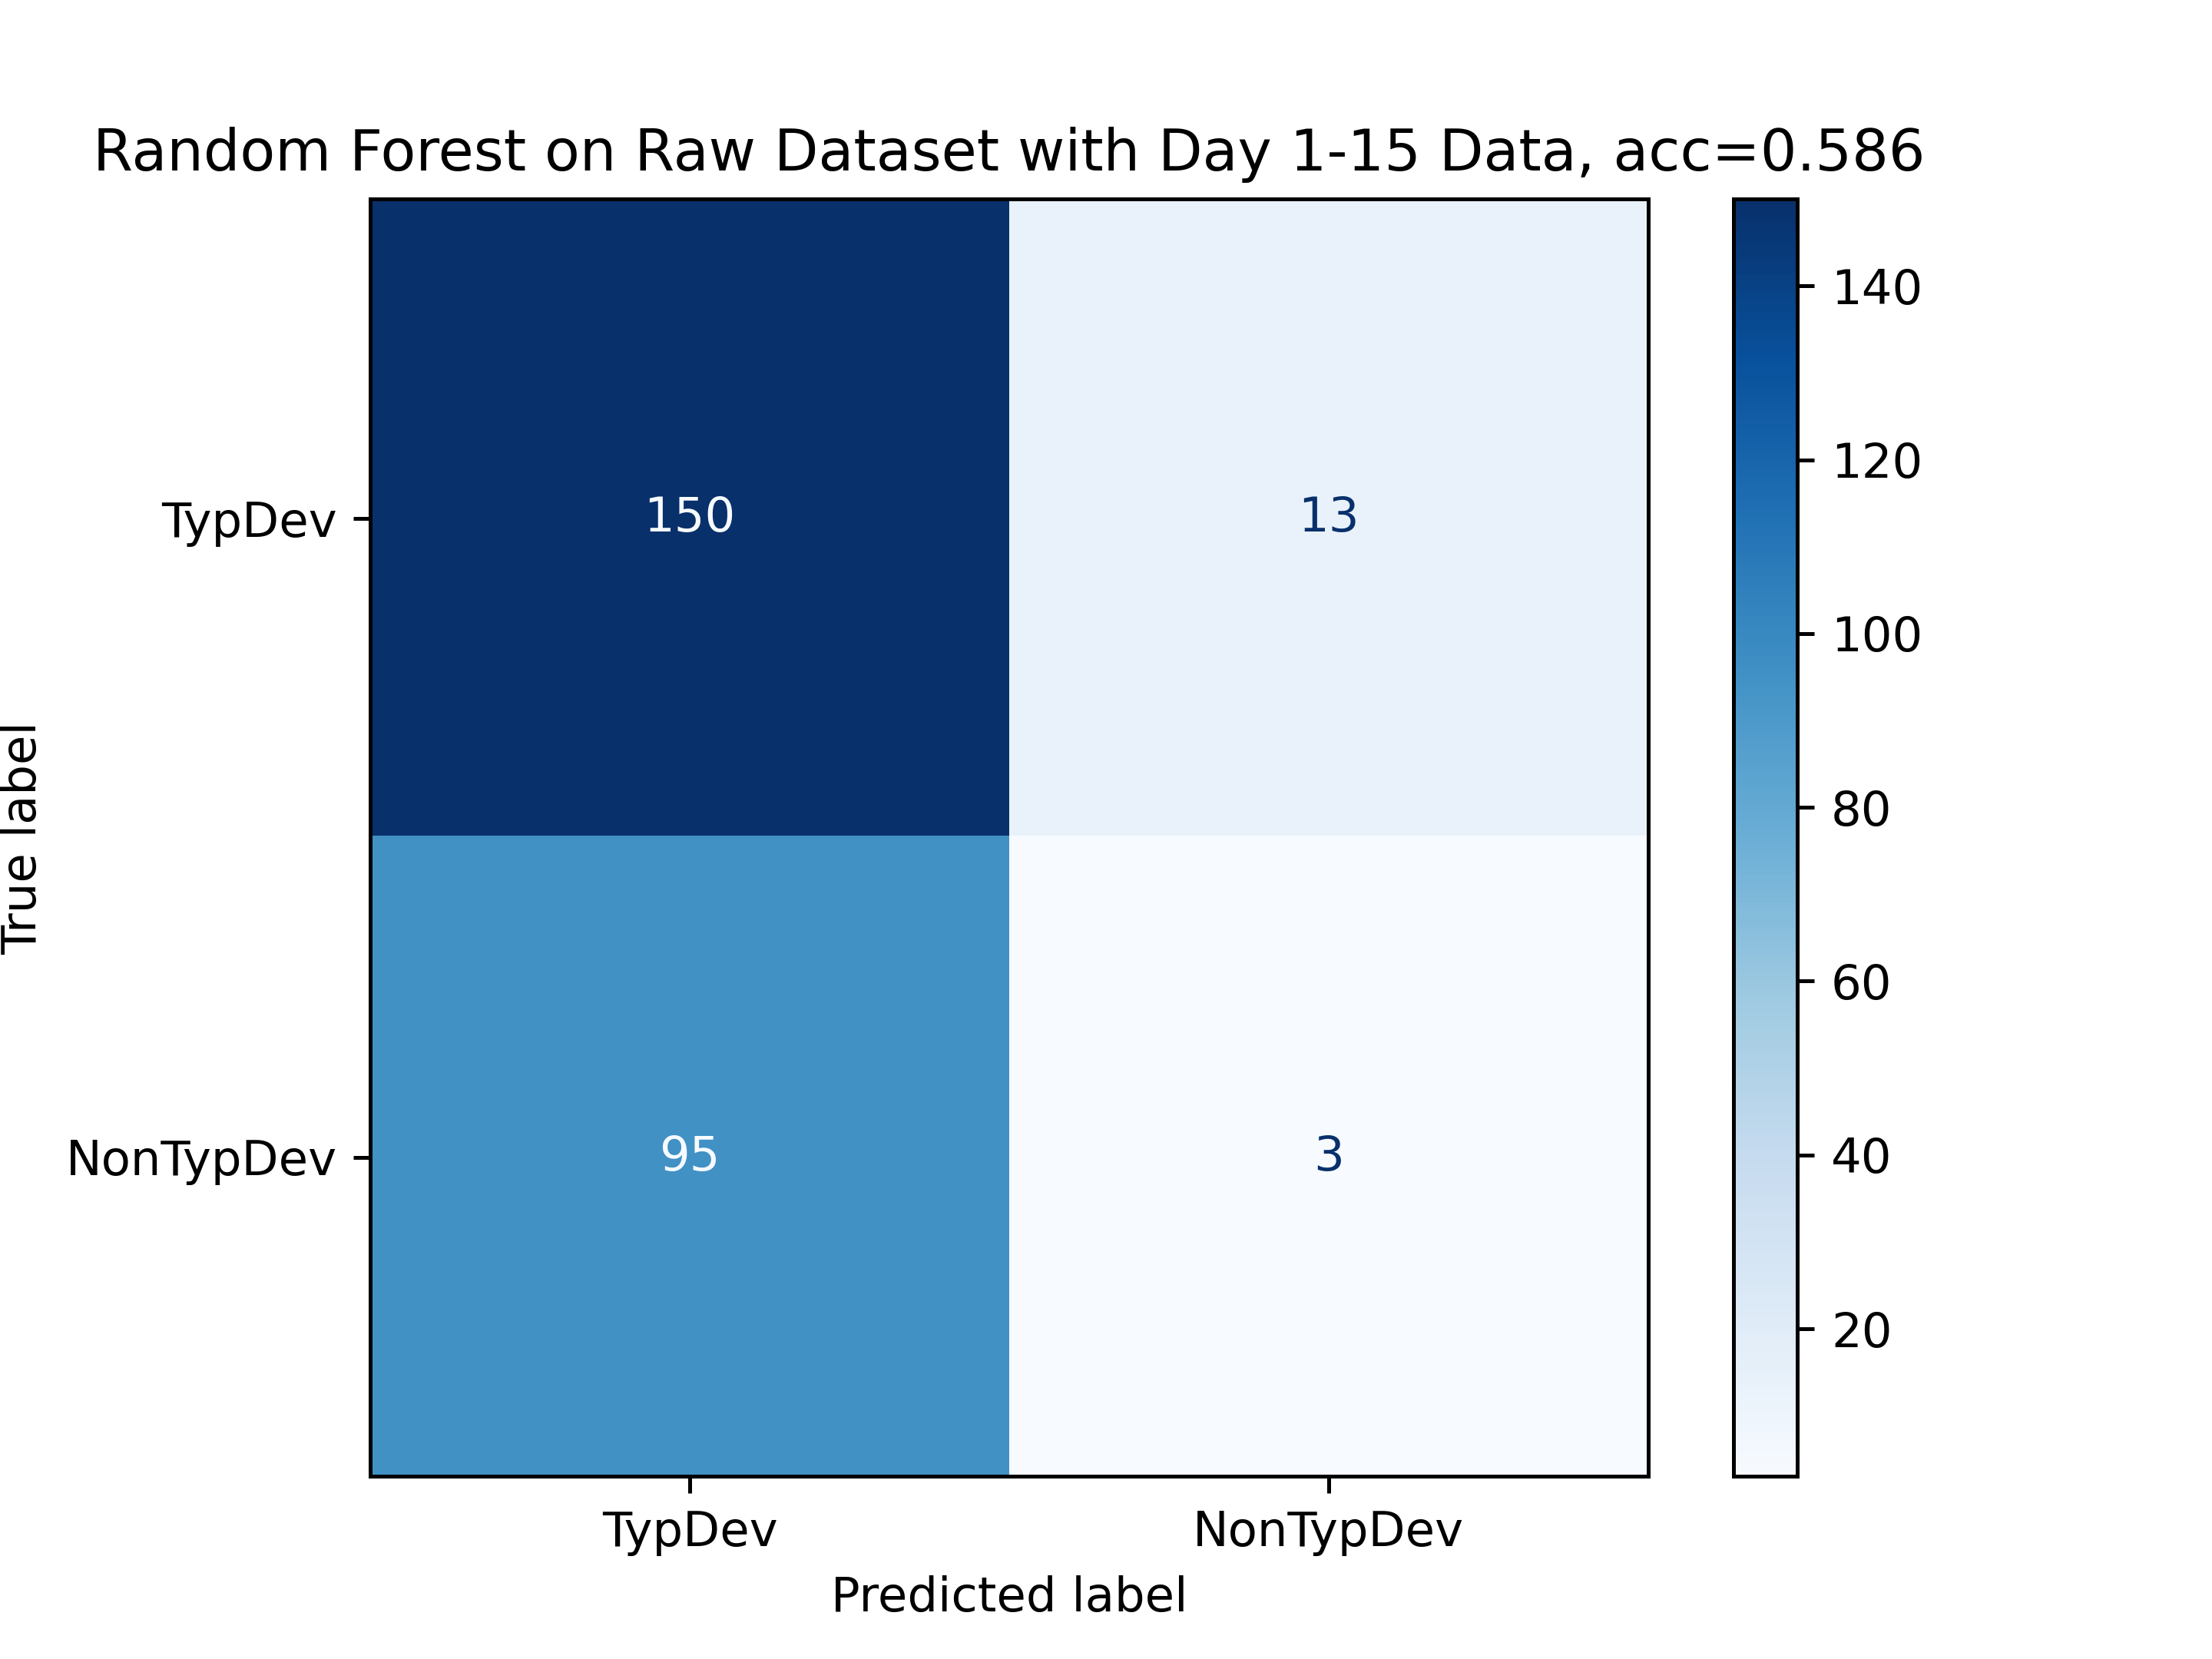 Random Forest on Raw Dataset with Day 1-15 Data, acc=0.586
True label
TypDev
NonTypDev
150
13
95
3
TypDev
NonTypDev
Predicted label
140
120
100
80
60
40
20